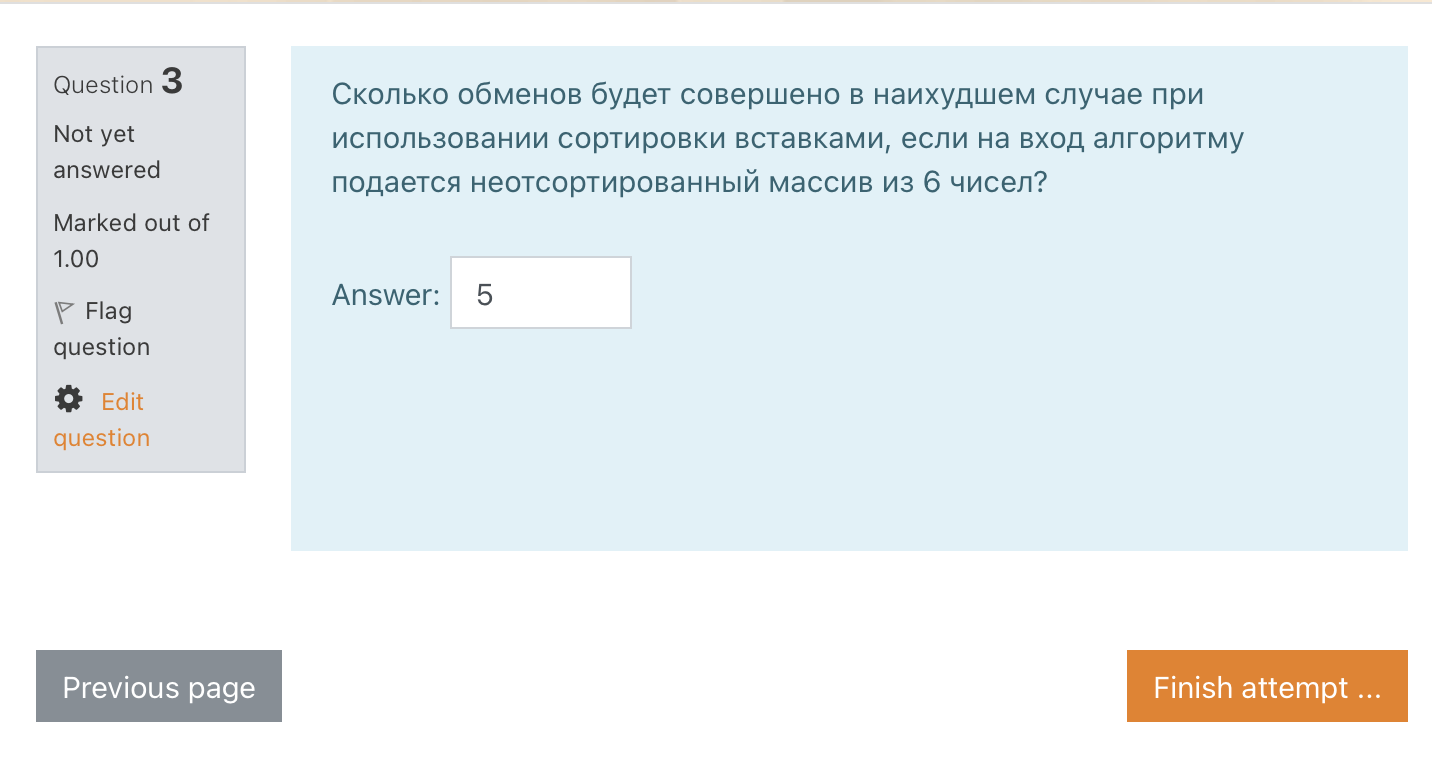 Question 3
Not yet
answered
Marked out of
1.00
Flag
question
Edit
question
Сколько обменов будет совершено в наихудшем случае при
использовании сортировки вставками, если на вход алгоритму
подается неотсортированный массив из 6 чисел?
Answer: 5
Previous page
Finish attempt ...